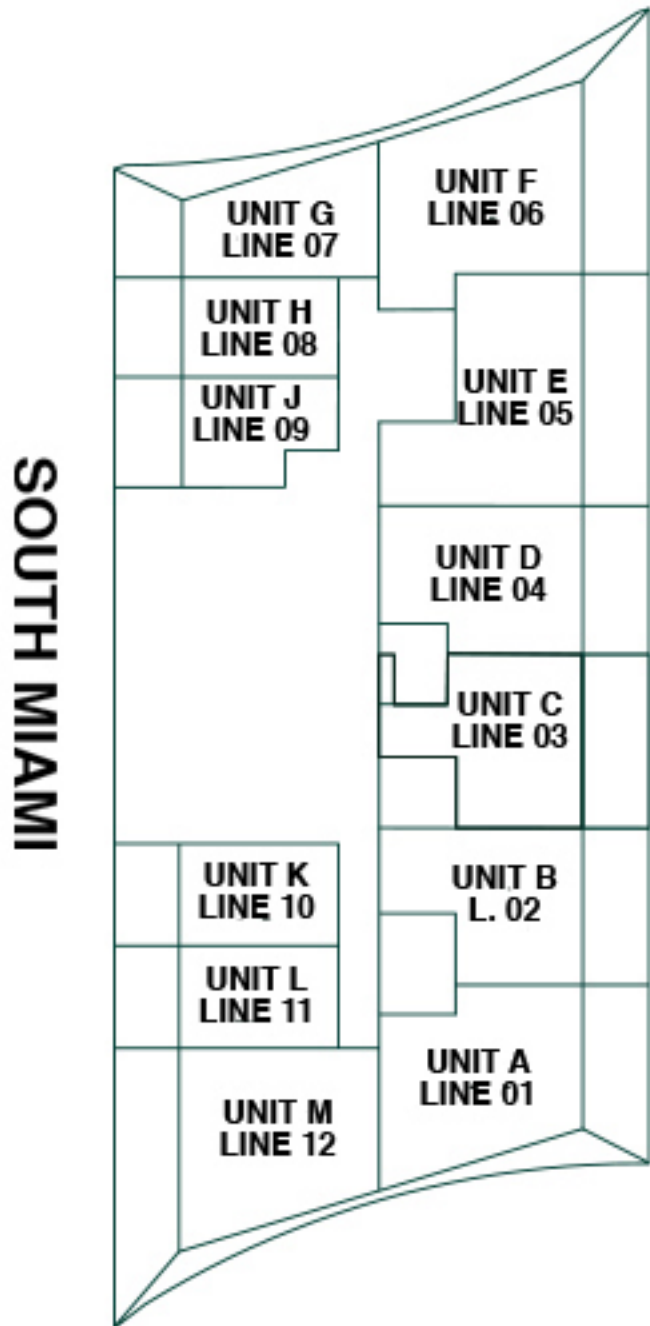 UNIT F
LINE 06
UNIT G
LINE 07
UNIT H
LINE 08
UNIT E
LINE 05
UNIT J
LINE 09
SOUTH MIAMI
UNIT D
LINE 04
UNIT C
LINE 03
UNIT K
LINE 10
UNIT B
L. 02
UNIT L
LINE 11
UNIT A
LINE 01
UNIT M
LINE 12